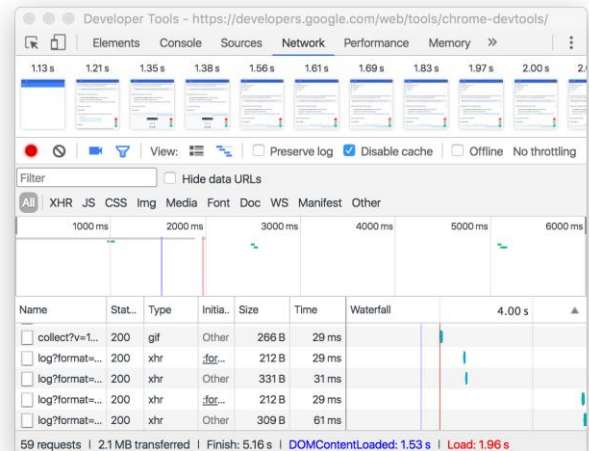 Developer Tools - https://developers.google.com/web/tools/chrome-devtools/
Elements Console Sources Network Performance Memory »
1.13 s 1.21 s 1.35 s 1.38 s 1.56 s 1.61 s 1.69 s 1.83 s 1.97 s 2.00 s 2.
View: Preserve log Disable cache Offline No throttling
Filter Hide data URLs
All XHR JS CSS Img Media Font Doc WS Manifest Other
1000 ms 2000 ms 3000 ms 4000 ms 5000 ms 6000 ms
Name Stat... Type Initia... Size Time Waterfall 4.00 s
collect?v=1... 200 gif Other 266 B 29 ms
log?format=... 200 xhr :for... 212 B 29 ms
log?format=... 200 xhr Other 331 B 31 ms
log?format=... 200 xhr :for... 212 B 29 ms
log?format=... 200 xhr Other 309 B 61 ms
59 requests | 2.1 MB transferred | Finish: 5.16 s | DOMContentLoaded: 1.53 s | Load: 1.96 s